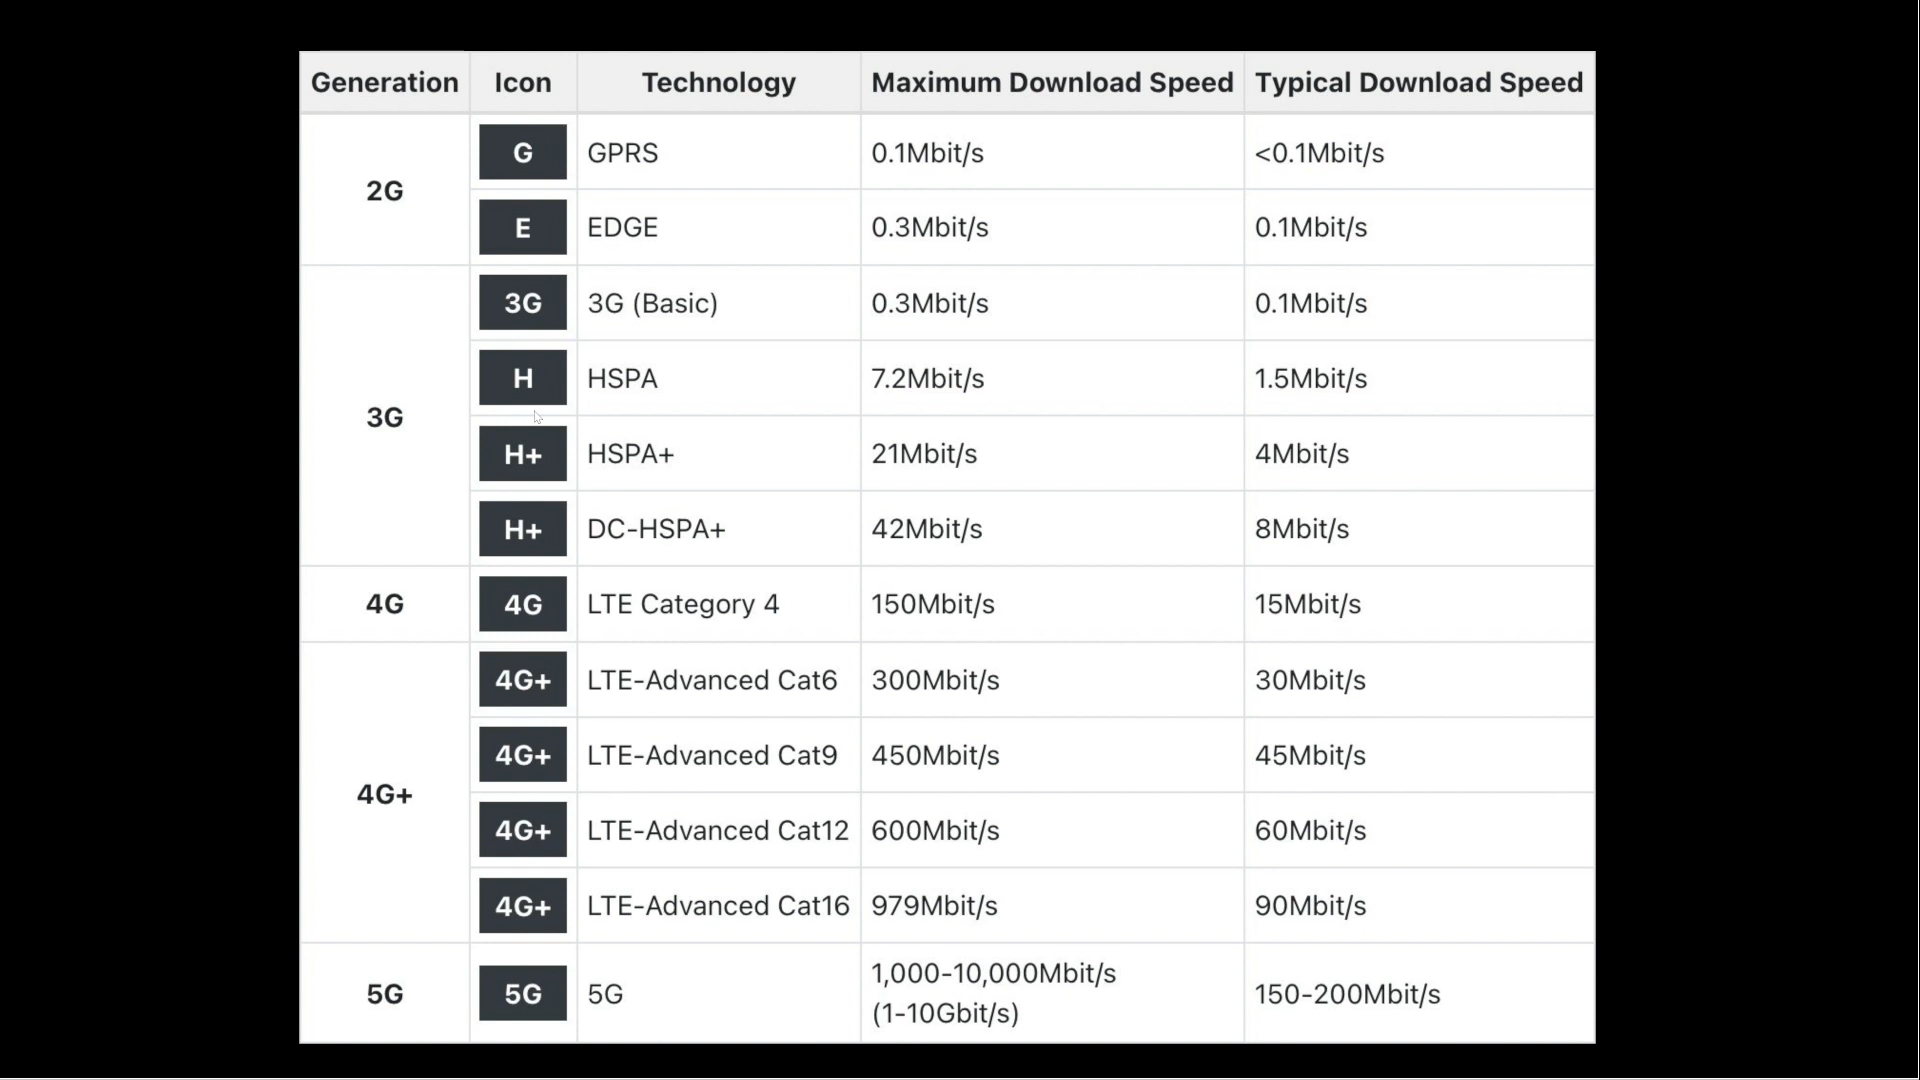 Generation Icon Technology Maximum Download Speed Typical Download Speed
2G
G GPRS 0.1Mbit/s <0.1Mbit/s
E EDGE 0.3Mbit/s 0.1Mbit/s
3G
3G 3G (Basic) 0.3Mbit/s 0.1Mbit/s
H HSPA 7.2Mbit/s 1.5Mbit/s
H+ HSPA+ 21Mbit/s 4Mbit/s
H+ DC-HSPA+ 42Mbit/s 8Mbit/s
4G 4G LTE Category 4 150Mbit/s 15Mbit/s
4G+
4G+ LTE-Advanced Cat6 300Mbit/s 30Mbit/s
4G+ LTE-Advanced Cat9 450Mbit/s 45Mbit/s
4G+ LTE-Advanced Cat12 600Mbit/s 60Mbit/s
4G+ LTE-Advanced Cat16 979Mbit/s 90Mbit/s
5G 5G 5G 1,000-10,000Mbit/s 150-200Mbit/s
(1-10Gbit/s)